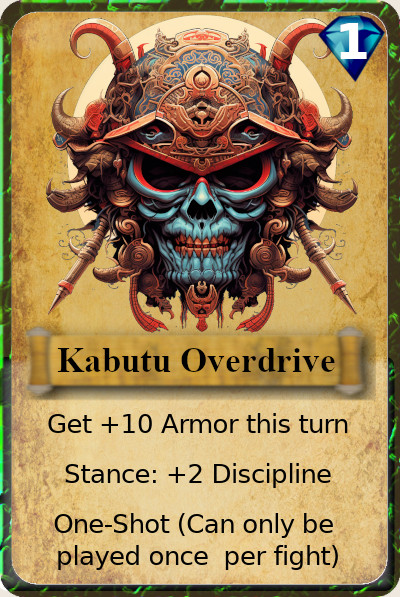 1
Kabutu Overdrive
Get +10 Armor this turn
Stance: +2 Discipline
One-Shot (Can only be
played once  per fight)